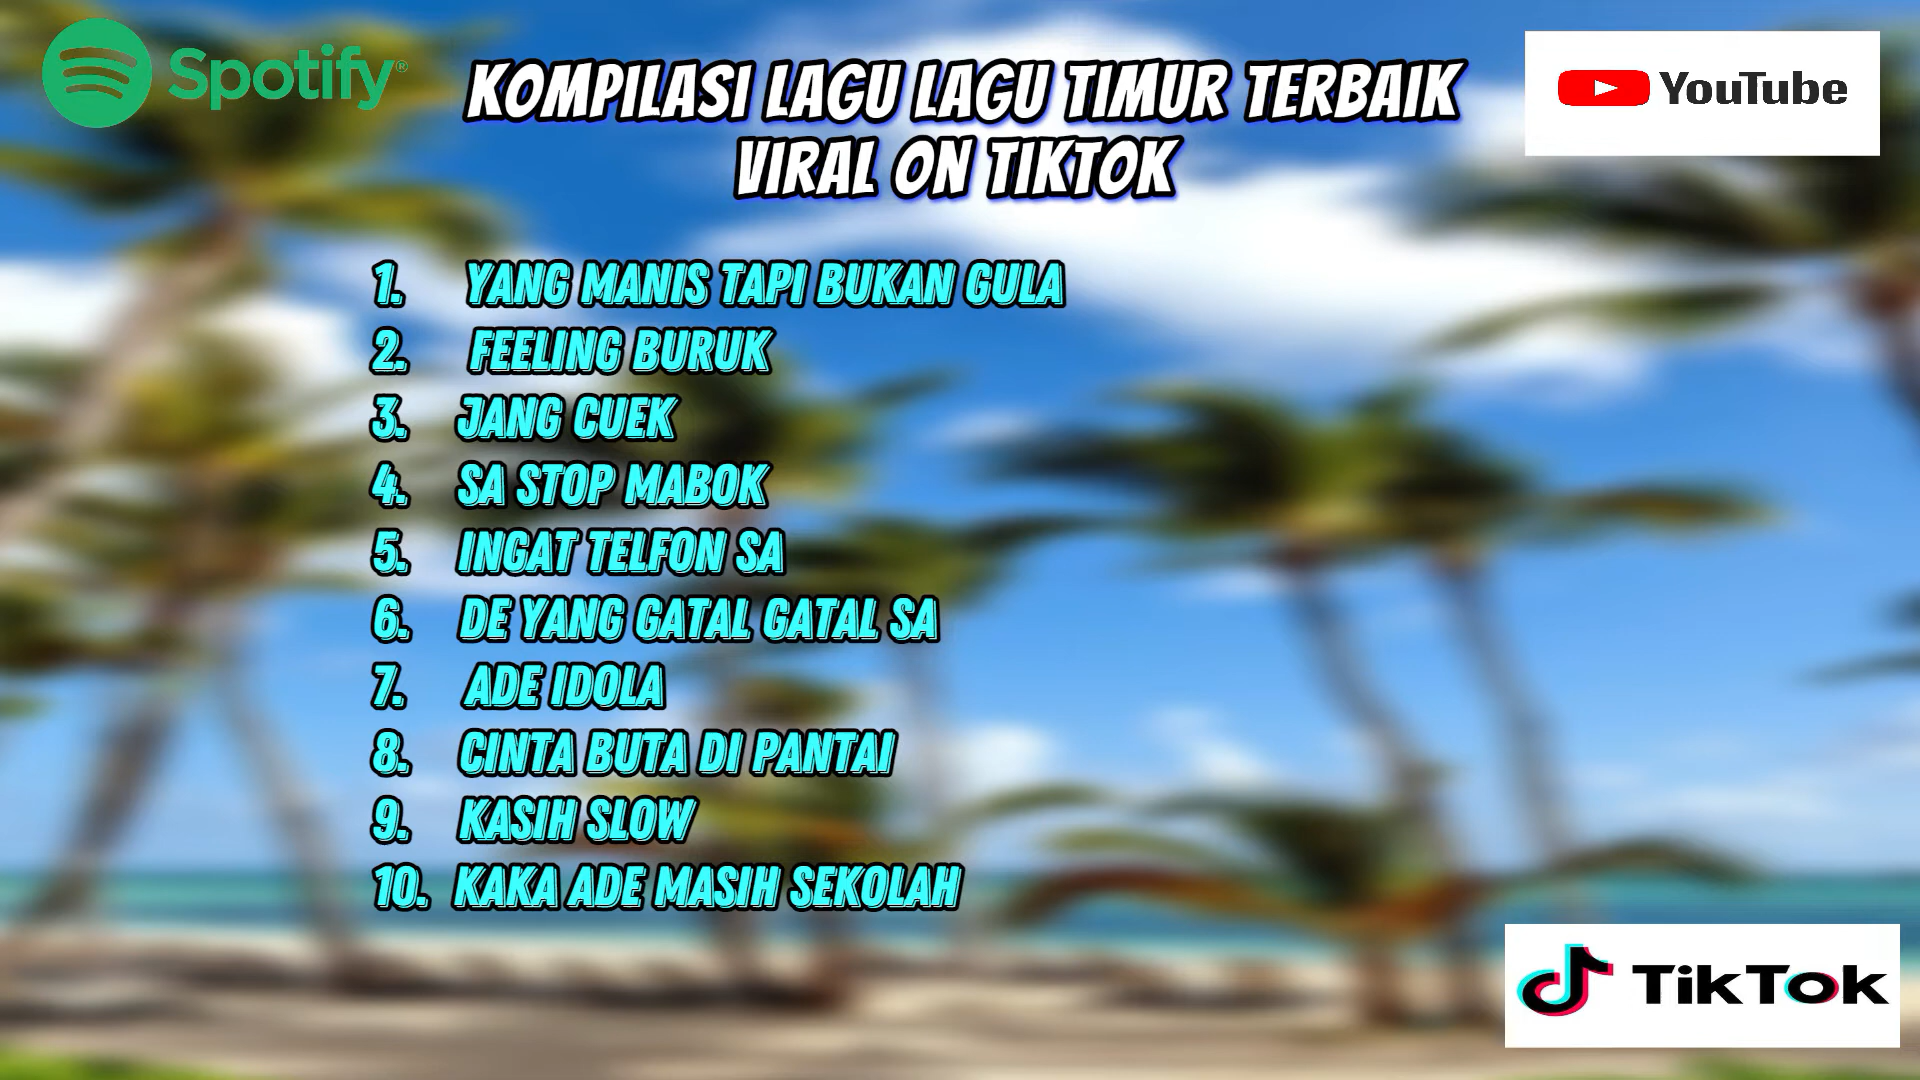 Spotify®
KOMPILASI LAGU LAGU TIMUR TERBAIK
VIRAL ON TIKTOK
YouTube
1. YANG MANIS TAPI BUKAN GULA
2. FEELING BURUK
3. JANG CUEK
4. SA STOP MABOK
5. INGAT TELFON SA
6. DE YANG GATAL GATAL SA
7. ADE IDOLA
8. CINTA BUTA DI PANTAI
9. KASIH SLOW
10. KAKA ADE MASIH SEKOLAH
TikTok